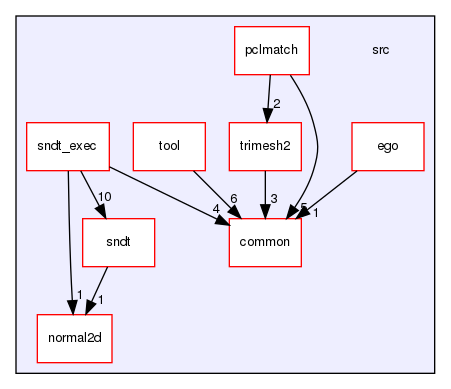 pclmatch
src
2
sndt_exec
tool
trimesh2
ego
10
6
3
5
1
4
sndt
common
1
1
normal2d